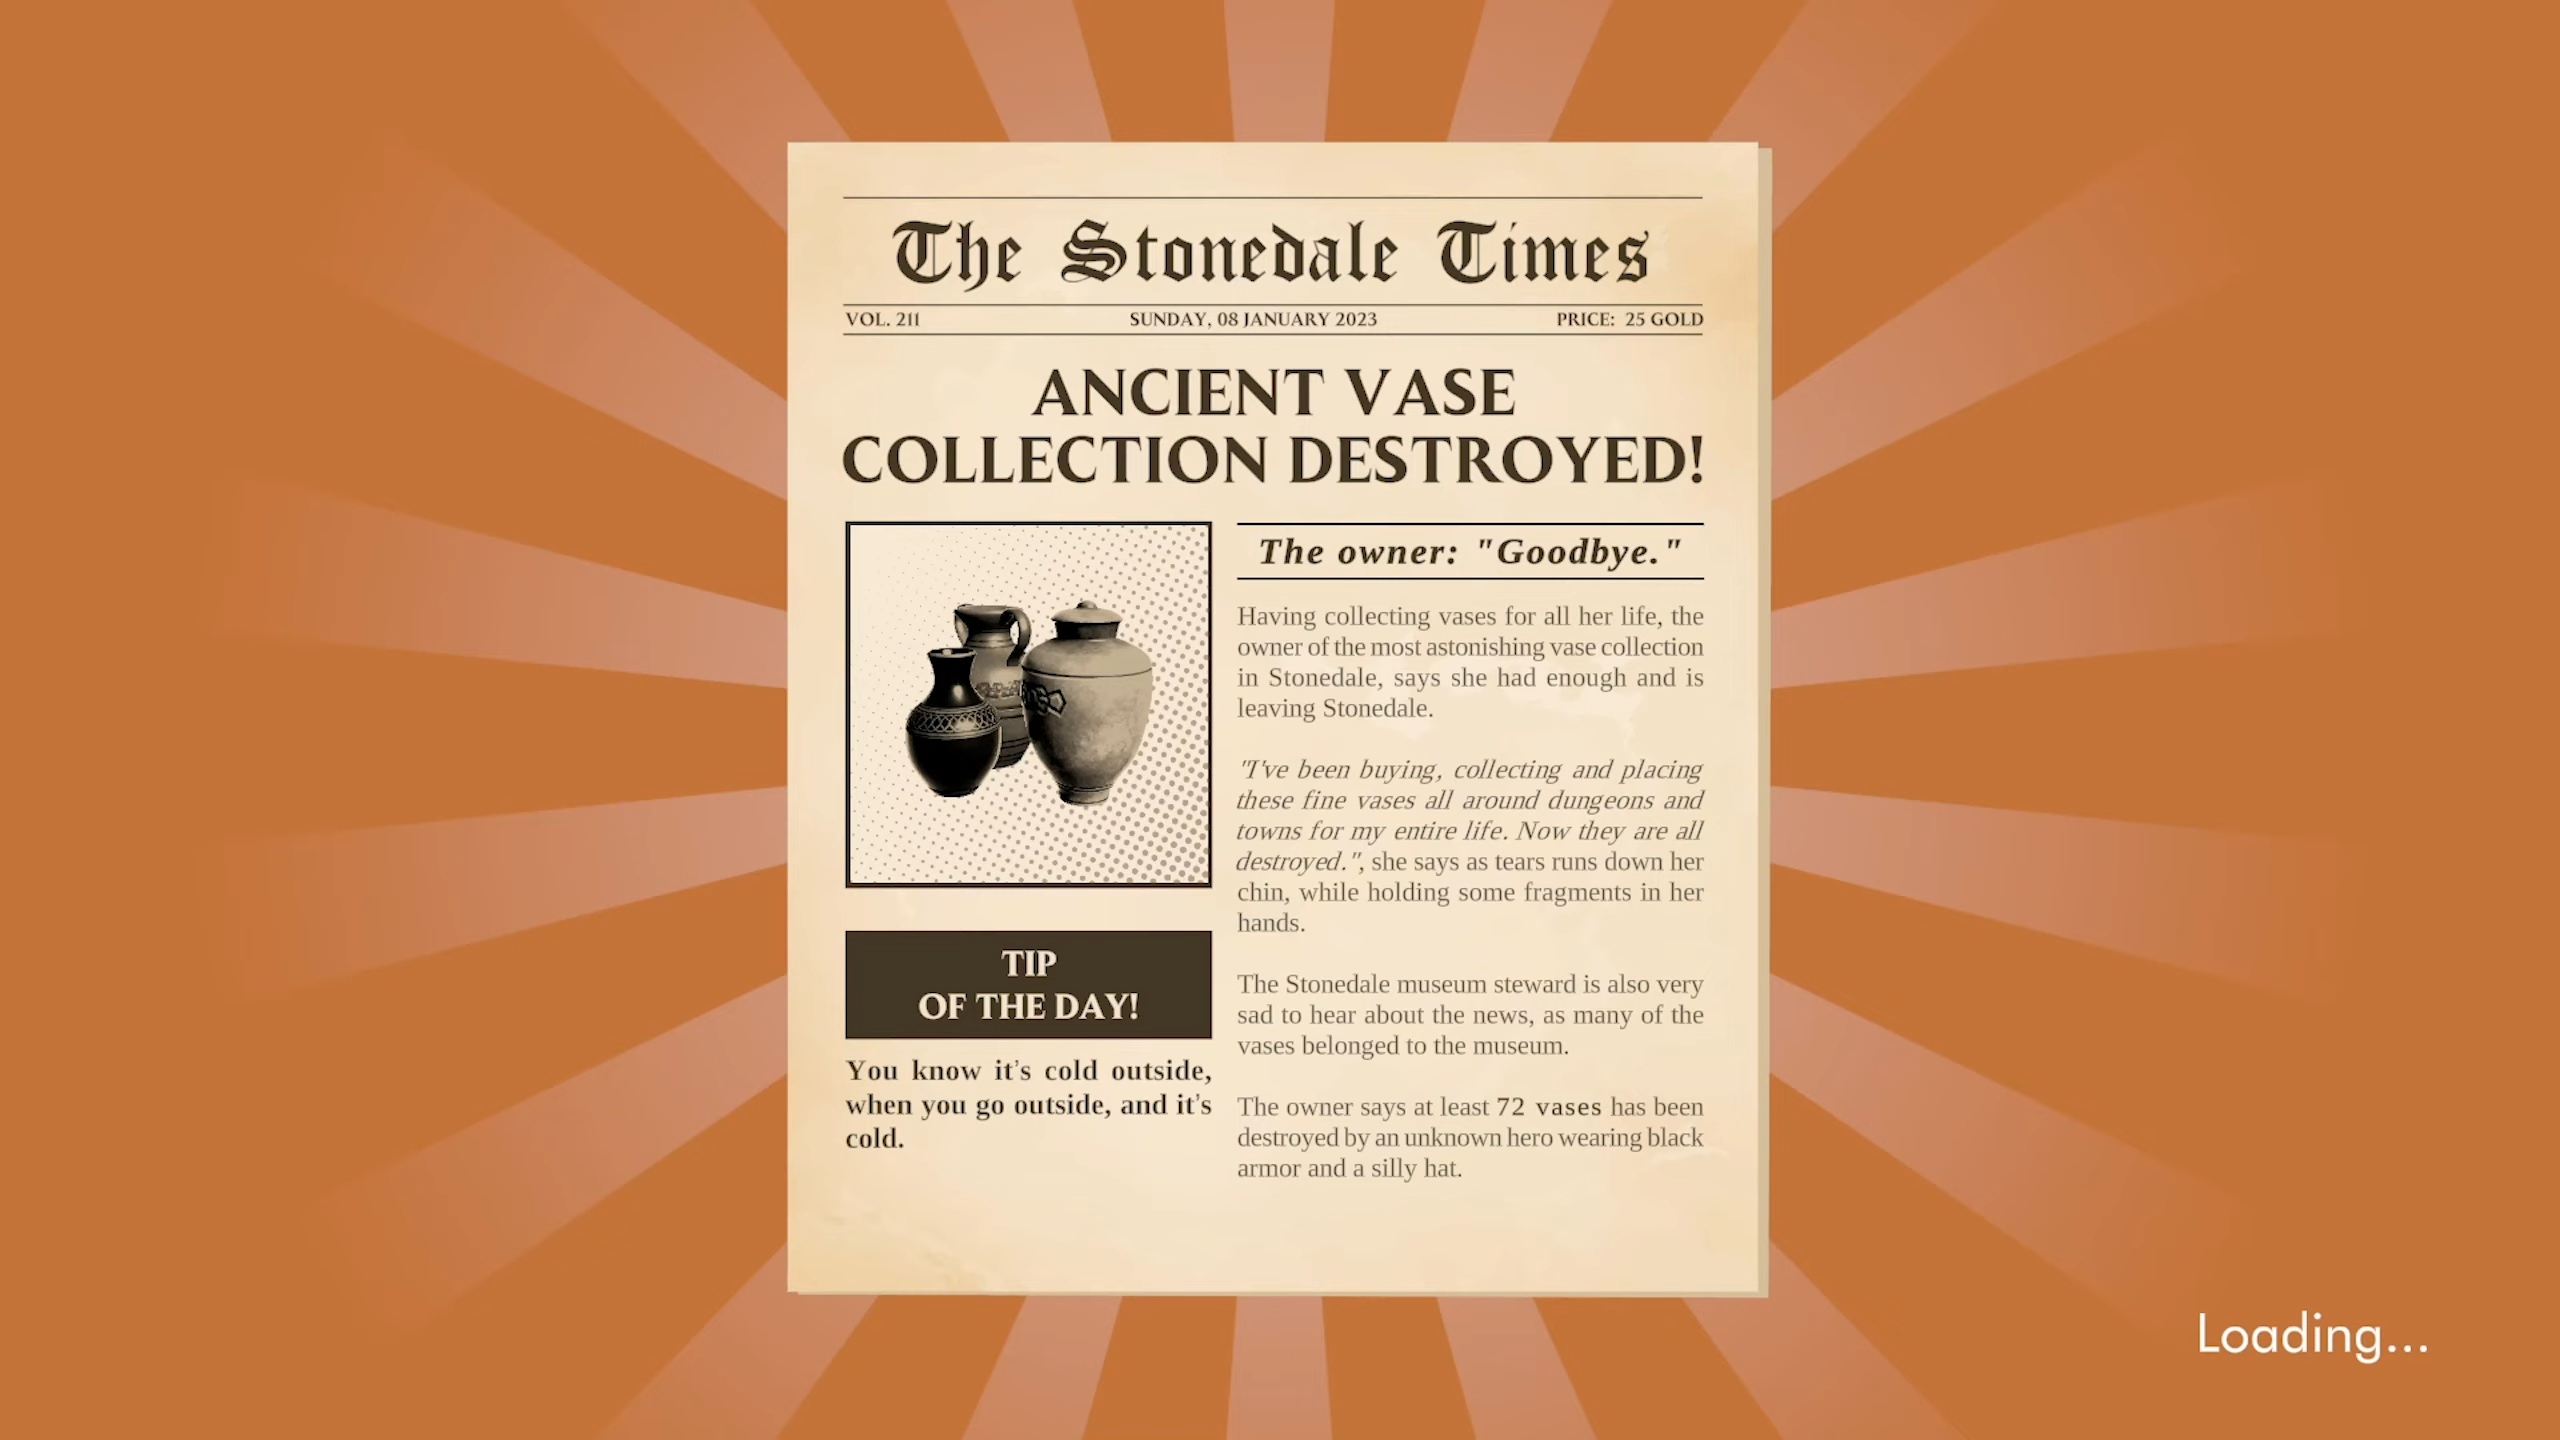 The Stonedale Times
VOL. 211 SUNDAY, 08 JANUARY 2023 PRICE: 25 GOLD
ANCIENT VASE
COLLECTION DESTROYED!
The owner: "Goodbye."
Having collecting vases for all her life, the
owner of the most astonishing vase collection
in Stonedale, says she had enough and is
leaving Stonedale.
"I've been buying, collecting and placing
these fine vases all around dungeons and
towns for my entire life. Now they are all
destroyed.", she says as tears runs down her
chin, while holding some fragments in her
hands.
The Stonedale museum steward is also very
sad to hear about the news, as many of the
vases belonged to the museum.
The owner says at least 72 vases has been
destroyed by an unknown hero wearing black
armor and a silly hat.
TIP
OF THE DAY!
You know it's cold outside,
when you go outside, and it's
cold.
Loading...